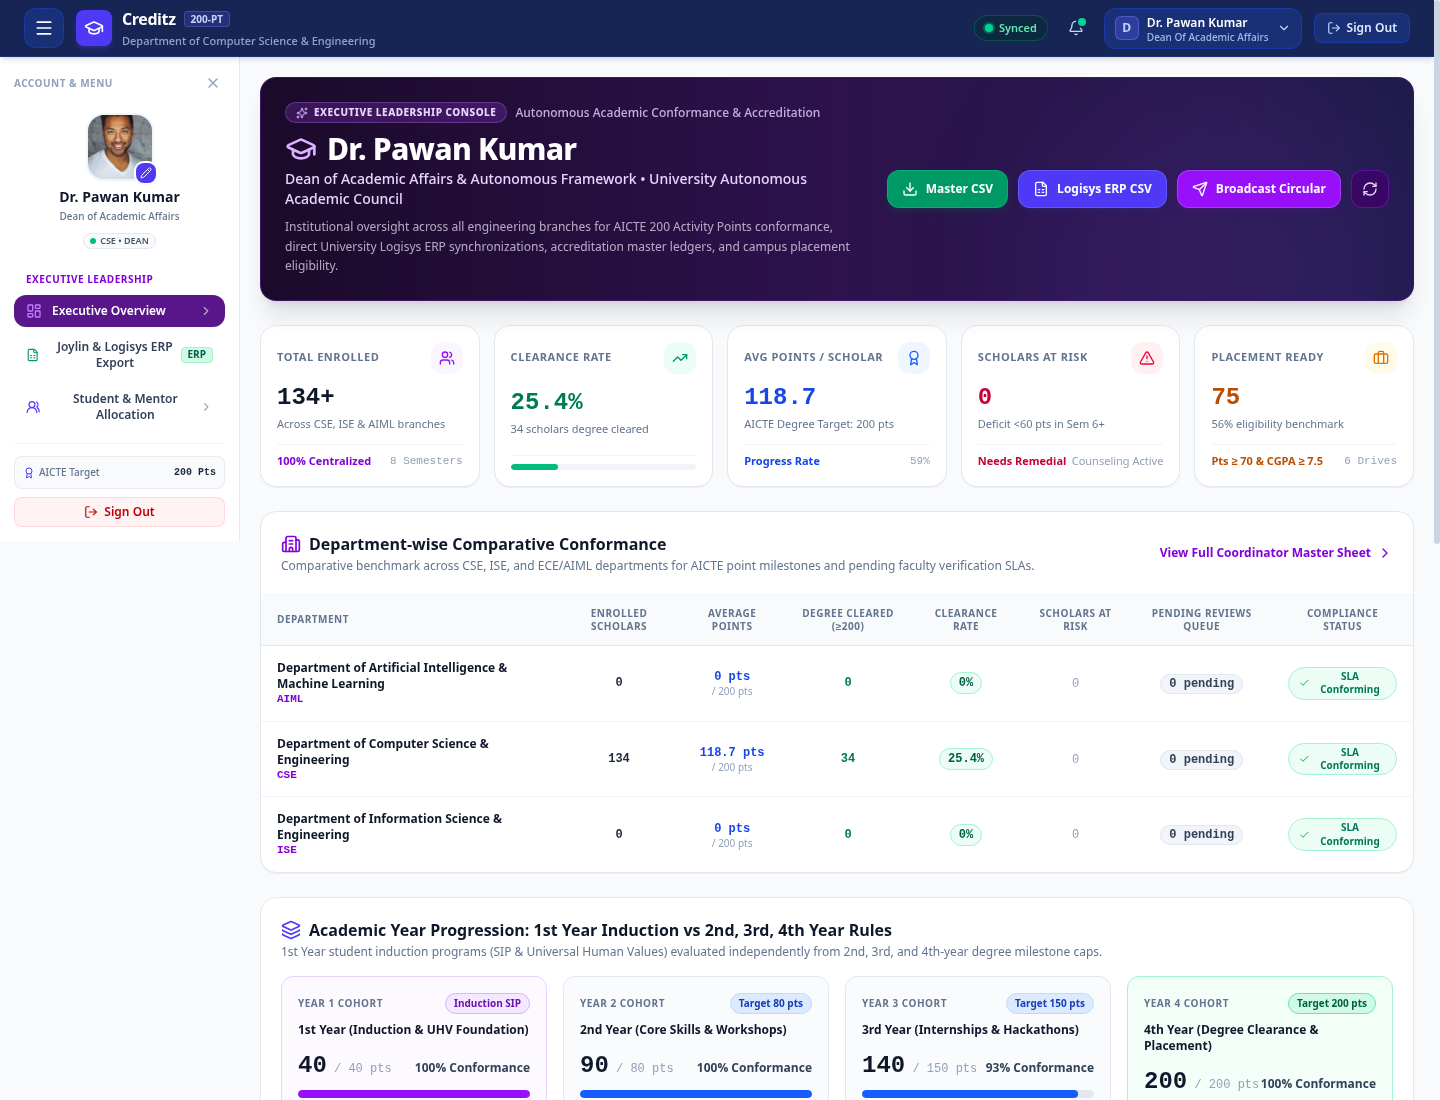 Creditz 200-PT
Department of Computer Science & Engineering
Synced
D
Dr. Pawan Kumar
Dean Of Academic Affairs
Sign Out
ACCOUNT & MENU
Dr. Pawan Kumar
Dean of Academic Affairs
CSE • DEAN
EXECUTIVE LEADERSHIP
Executive Overview
Joylin & Logisys ERP
Export
ERP
Student & Mentor
Allocation
AICTE Target 200 Pts
Sign Out
EXECUTIVE LEADERSHIP CONSOLE Autonomous Academic Conformance & Accreditation
Dr. Pawan Kumar
Dean of Academic Affairs & Autonomous Framework • University Autonomous
Academic Council
Institutional oversight across all engineering branches for AICTE 200 Activity Points conformance,
direct University Logisys ERP synchronizations, accreditation master ledgers, and campus placement
eligibility.
Master CSV
Logisys ERP CSV
Broadcast Circular
TOTAL ENROLLED
134+
Across CSE, ISE & AIML branches
100% Centralized 8 Semesters
CLEARANCE RATE
25.4%
34 scholars degree cleared
AVG POINTS / SCHOLAR
118.7
AICTE Degree Target: 200 pts
Progress Rate 59%
SCHOLARS AT RISK
0
Deficit <60 pts in Sem 6+
Needs Remedial Counseling Active
PLACEMENT READY
75
56% eligibility benchmark
Pts ≥ 70 & CGPA ≥ 7.5 6 Drives
Department-wise Comparative Conformance
Comparative benchmark across CSE, ISE, and ECE/AIML departments for AICTE point milestones and pending faculty verification SLAs.
View Full Coordinator Master Sheet
DEPARTMENT
ENROLLED
SCHOLARS
AVERAGE
POINTS
DEGREE CLEARED
(≥200)
CLEARANCE
RATE
SCHOLARS AT
RISK
PENDING REVIEWS
QUEUE
COMPLIANCE
STATUS
Department of Artificial Intelligence &
Machine Learning
AIML
0
0 pts
/ 200 pts
0
0%
0
0 pending
SLA
Conforming
Department of Computer Science &
Engineering
CSE
134
118.7 pts
/ 200 pts
34
25.4%
0
0 pending
SLA
Conforming
Department of Information Science &
Engineering
ISE
0
0 pts
/ 200 pts
0
0%
0
0 pending
SLA
Conforming
Academic Year Progression: 1st Year Induction vs 2nd, 3rd, 4th Year Rules
1st Year student induction programs (SIP & Universal Human Values) evaluated independently from 2nd, 3rd, and 4th-year degree milestone caps.
YEAR 1 COHORT Induction SIP
1st Year (Induction & UHV Foundation)
40 / 40 pts 100% Conformance
YEAR 2 COHORT Target 80 pts
2nd Year (Core Skills & Workshops)
90 / 80 pts 100% Conformance
YEAR 3 COHORT Target 150 pts
3rd Year (Internships & Hackathons)
140 / 150 pts 93% Conformance
YEAR 4 COHORT Target 200 pts
4th Year (Degree Clearance &
Placement)
200 / 200 pts 100% Conformance